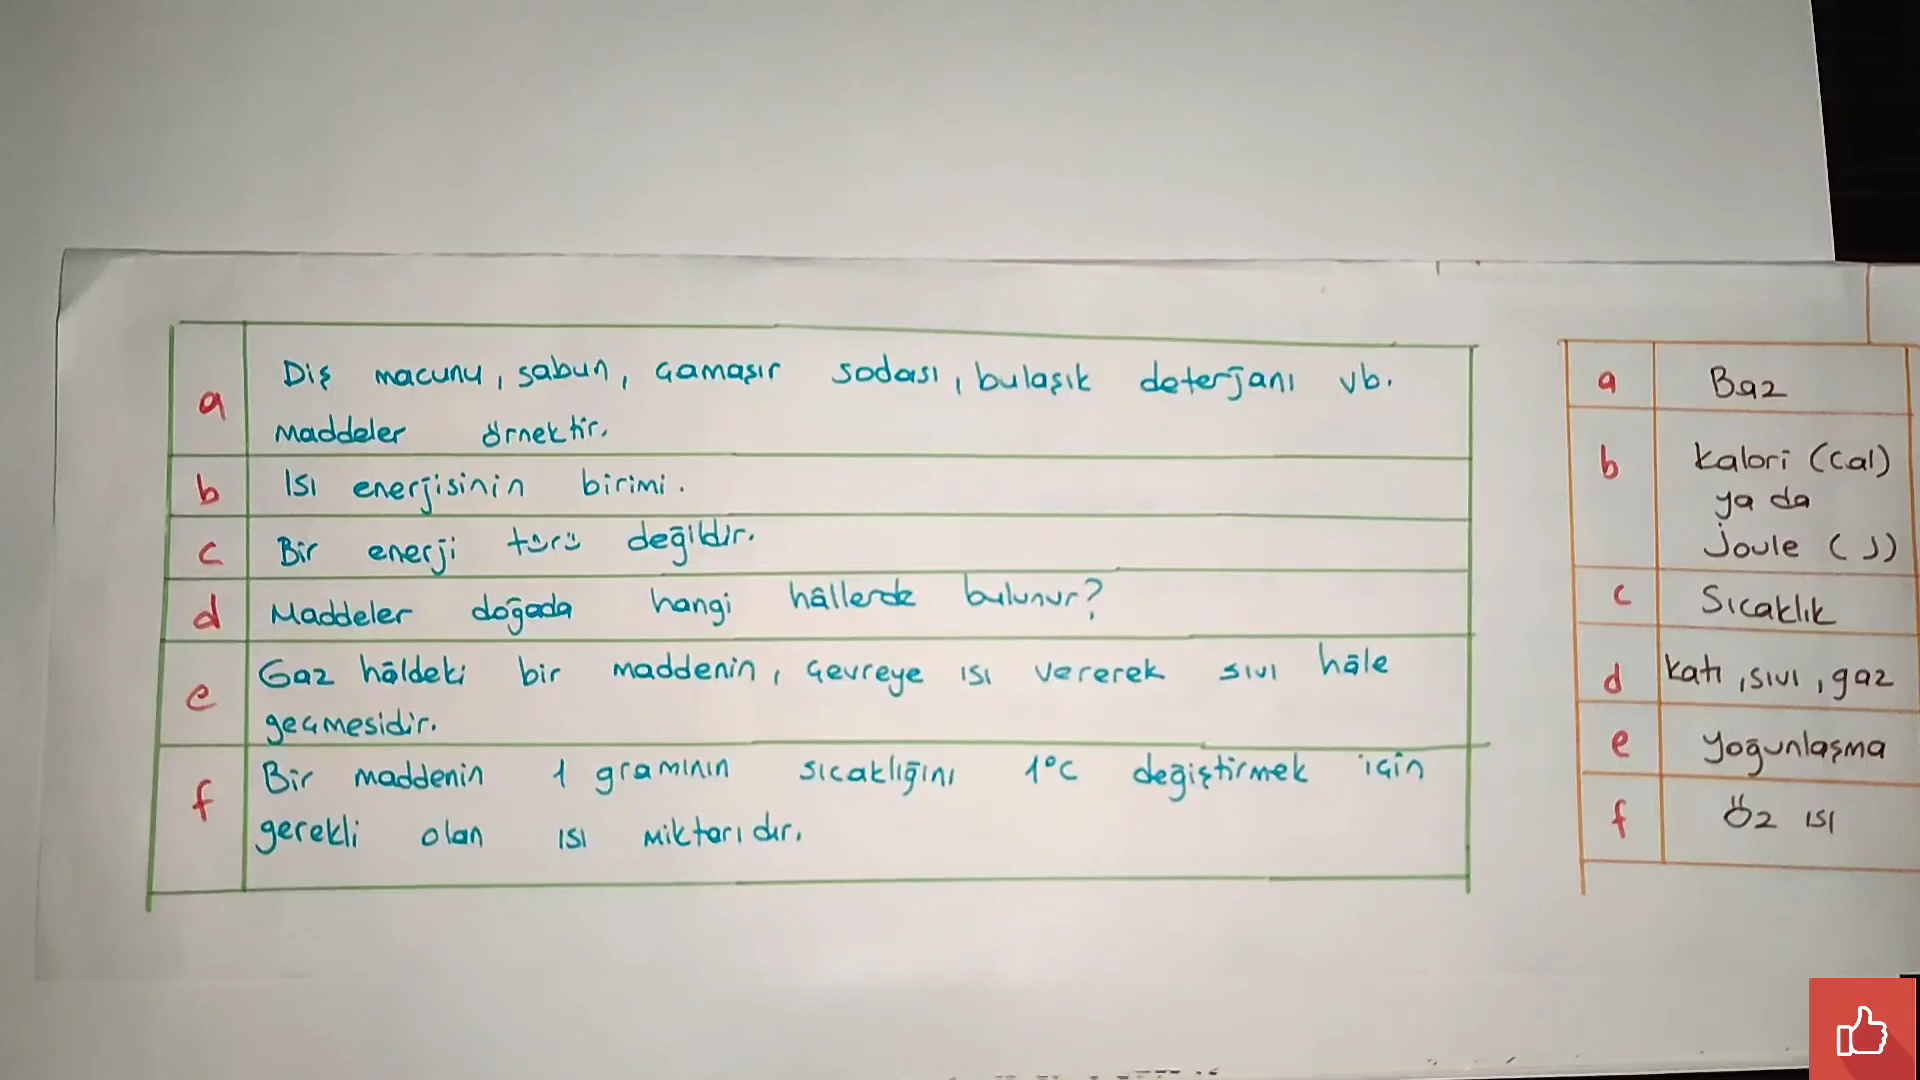 a
Diş macunu, sabun, çamaşır sodası, bulaşık deterjanı vb.
maddeler örnektir.
b
Isı enerjisinin birimi.
c
Bir enerji türü değildir.
d
Maddeler doğada hangi hâllerde bulunur?
e
Gaz hâldeki bir maddenin, çevreye ısı vererek sıvı hâle
geçmesidir.
f
Bir maddenin 1 gramının sıcaklığını 1°C değiştirmek için
gerekli olan ısı miktarıdır.
a
Baz
b
kalori (cal)
ya da
joule (J)
c
Sıcaklık
d
katı, sıvı, gaz
e
yoğunlaşma
f
Öz ısı